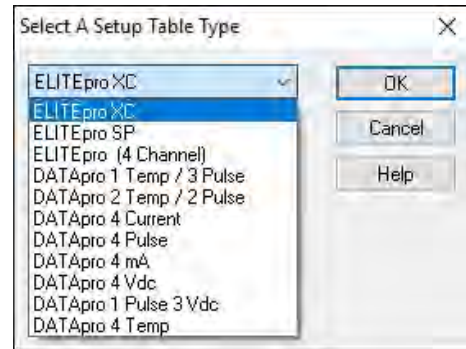 Select A Setup Table Type
ELITEpro XC
OK
ELITEpro XC
ELITEpro SP
Cancel
ELITEpro (4 Channel)
DATApro 1 Temp / 3 Pulse
Help
DATApro 2 Temp / 2 Pulse
DATApro 4 Current
DATApro 4 Pulse
DATApro 4 mA
DATApro 4 Vdc
DATApro 1 Pulse 3 Vdc
DATApro 4 Temp